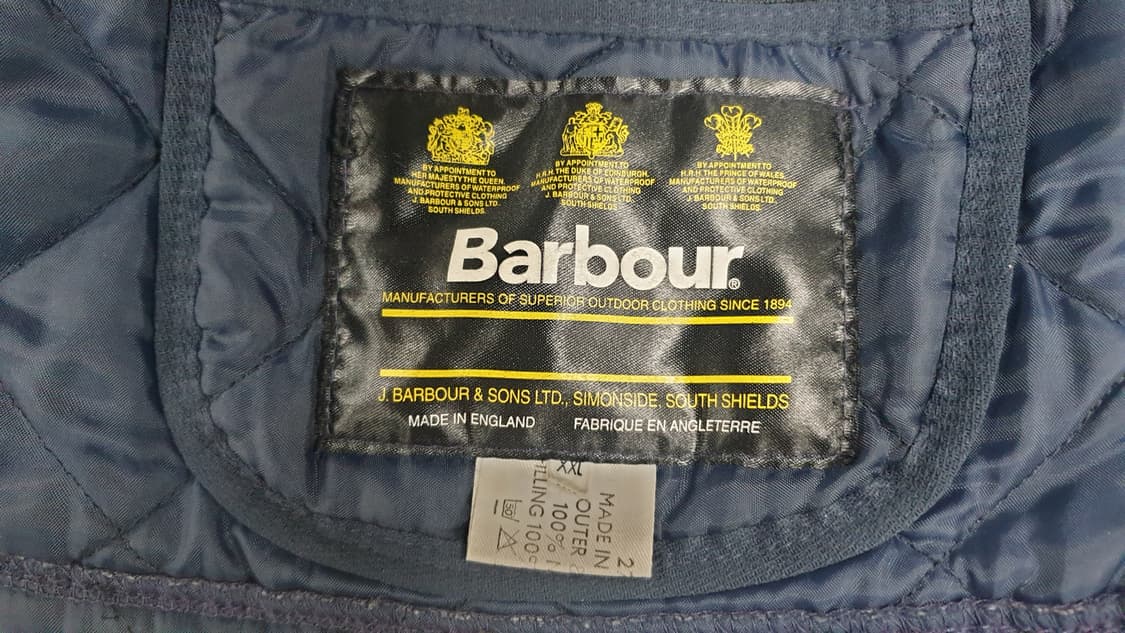 BY APPOINTMENT TO
HER MAJESTY THE QUEEN.
MANUFACTURERS OF WATERPROOF
AND PROTECTIVE CLOTHING
J. BARBOUR & SONS LTD.
SOUTH SHIELDS.
BY APPOINTMENT TO
H.R.H. THE DUKE OF EDINBURGH.
MANUFACTURERS OF WATERPROOF
AND PROTECTIVE CLOTHING
J. BARBOUR & SONS LTD.
SOUTH SHIELDS.
BY APPOINTMENT TO
H.R.H. THE PRINCE OF WALES.
MANUFACTURERS OF WATERPROOF
AND PROTECTIVE CLOTHING
J. BARBOUR & SONS LTD.
SOUTH SHIELDS.
Barbour®
MANUFACTURERS OF SUPERIOR OUTDOOR CLOTHING SINCE 1894
J. BARBOUR & SONS LTD., SIMONSIDE, SOUTH SHIELDS
MADE IN ENGLAND FABRIQUE EN ANGLETERRE
XXL
MADE IN
OUTER
100%
100
50